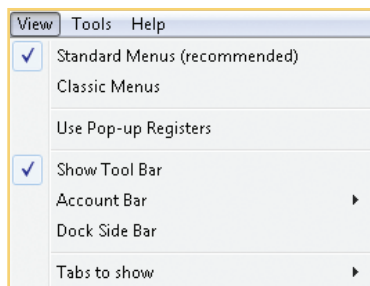 View Tools Help
Standard Menus (recommended)
Classic Menus
Use Pop-up Registers
Show Tool Bar
Account Bar
Dock Side Bar
Tabs to show